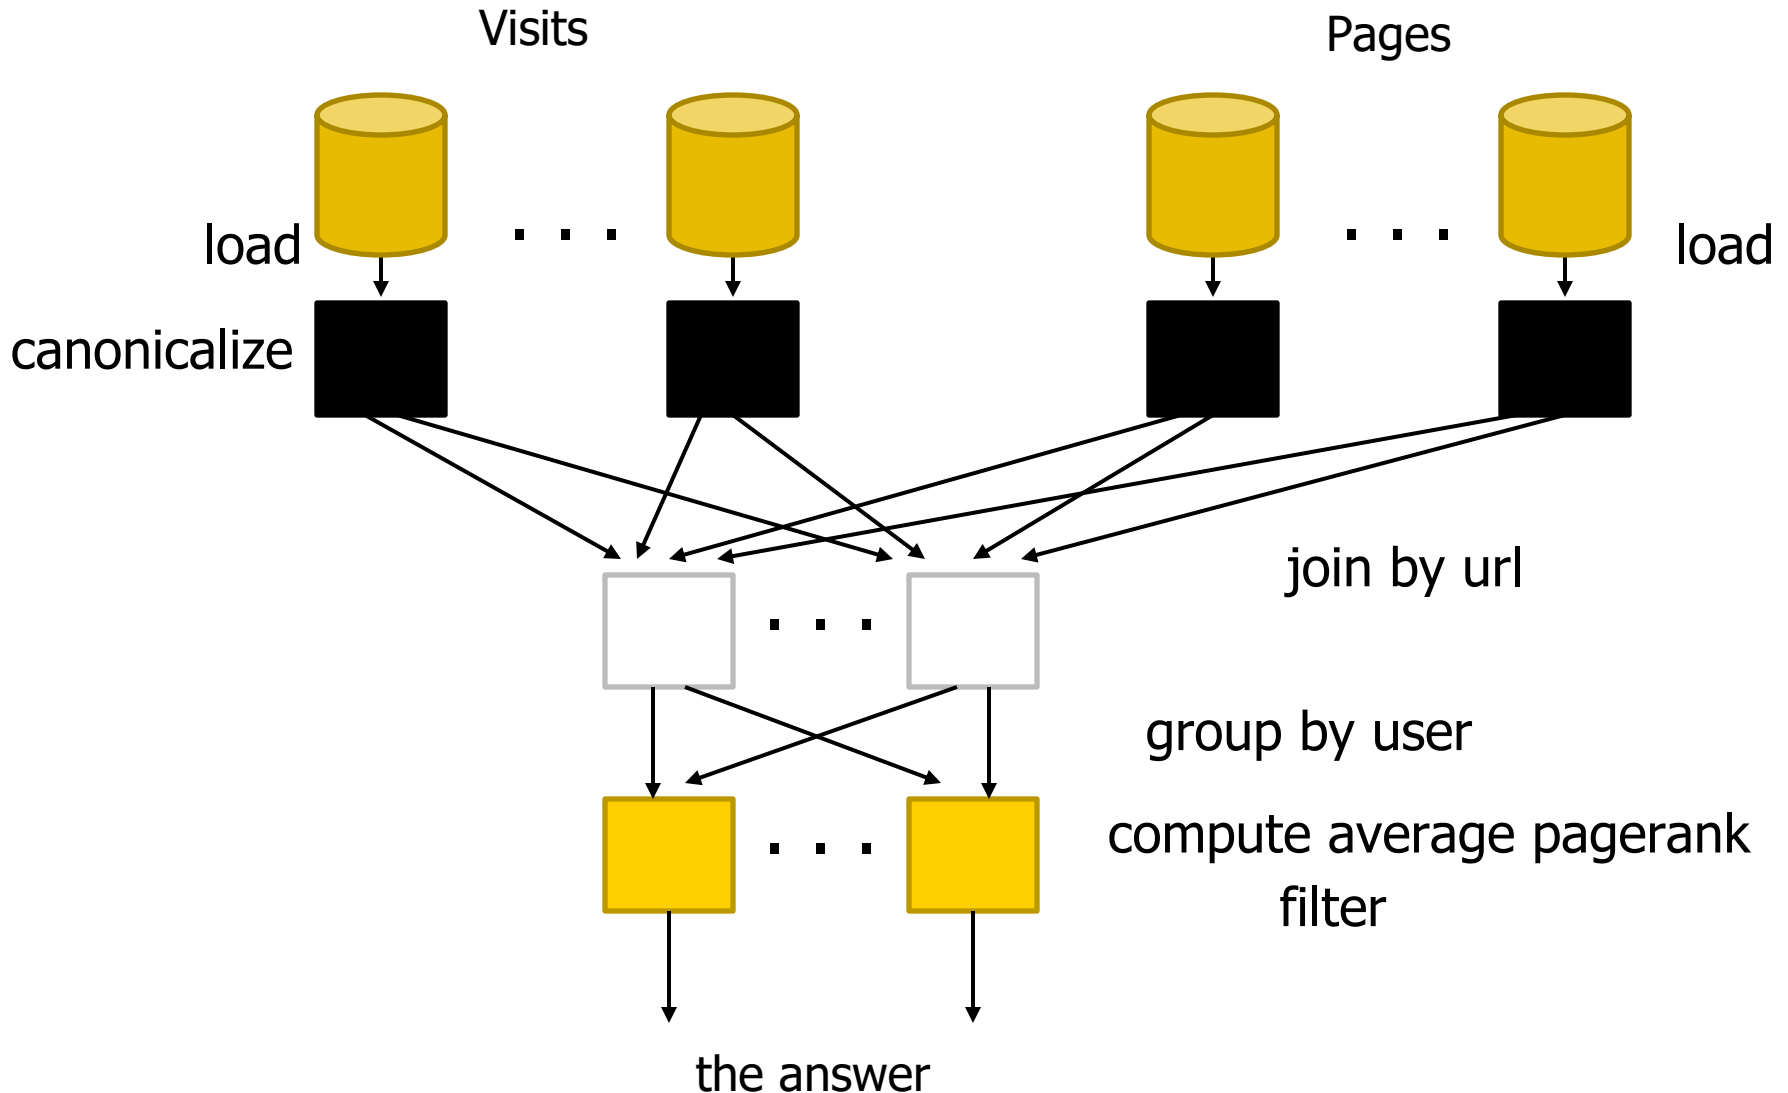 Visits
Pages
load
load
canonicalize
join by url
group by user
compute average pagerank
filter
the answer